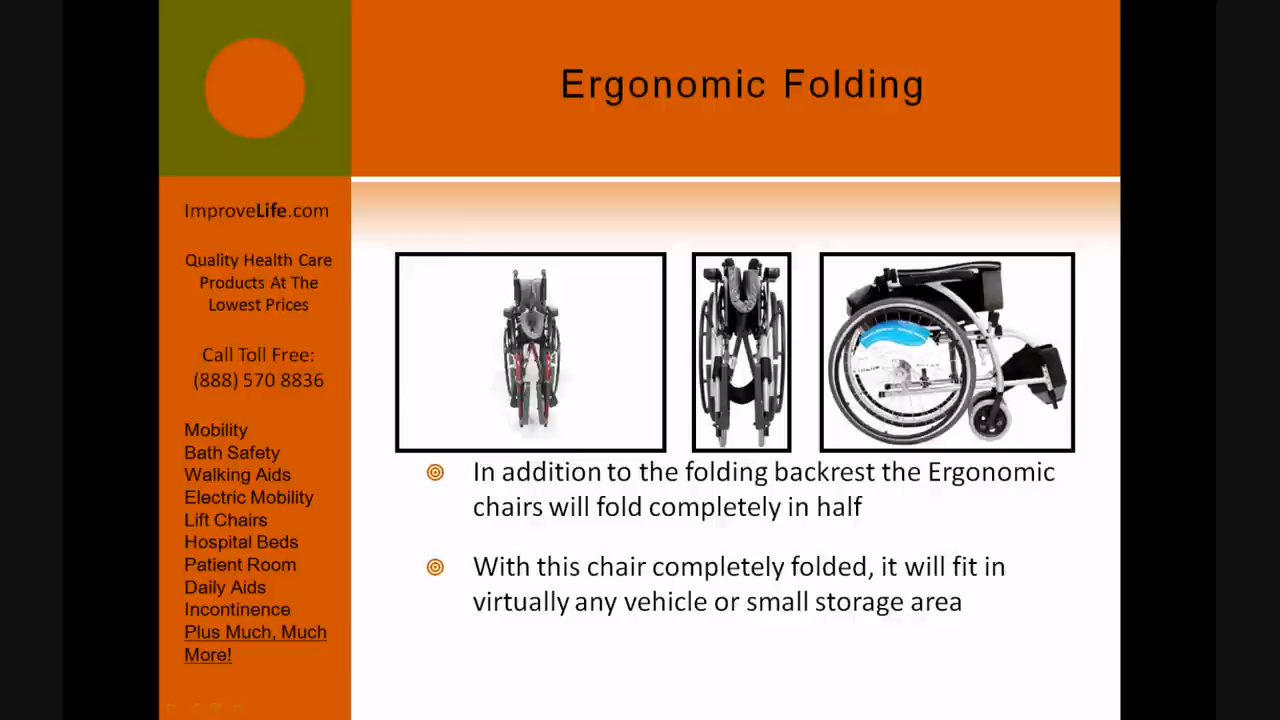 Ergonomic Folding
ImproveLife.com
Quality Health Care
Products At The
Lowest Prices
Call Toll Free:
(888) 570 8836
Mobility
Bath Safety
Walking Aids
Electric Mobility
Lift Chairs
Hospital Beds
Patient Room
Daily Aids
Incontinence
Plus Much, Much
More!
In addition to the folding backrest the Ergonomic
chairs will fold completely in half
With this chair completely folded, it will fit in
virtually any vehicle or small storage area